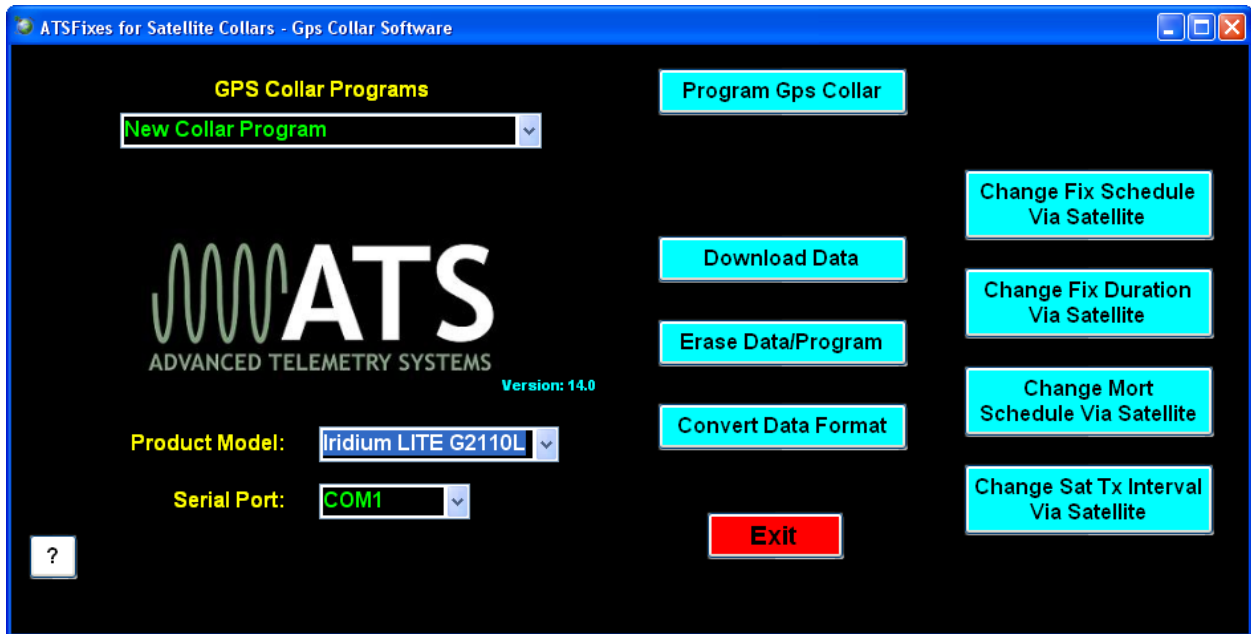 ATSFixes for Satellite Collars - Gps Collar Software
GPS Collar Programs
New Collar Program
Program Gps Collar
Change Fix Schedule
Via Satellite
ATS
ADVANCED TELEMETRY SYSTEMS
Version: 14.0
Download Data
Change Fix Duration
Via Satellite
Erase Data/Program
Change Mort
Schedule Via Satellite
Convert Data Format
Product Model:
Iridium LITE G2110L
Serial Port:
COM1
Change Sat Tx Interval
Via Satellite
Exit
?